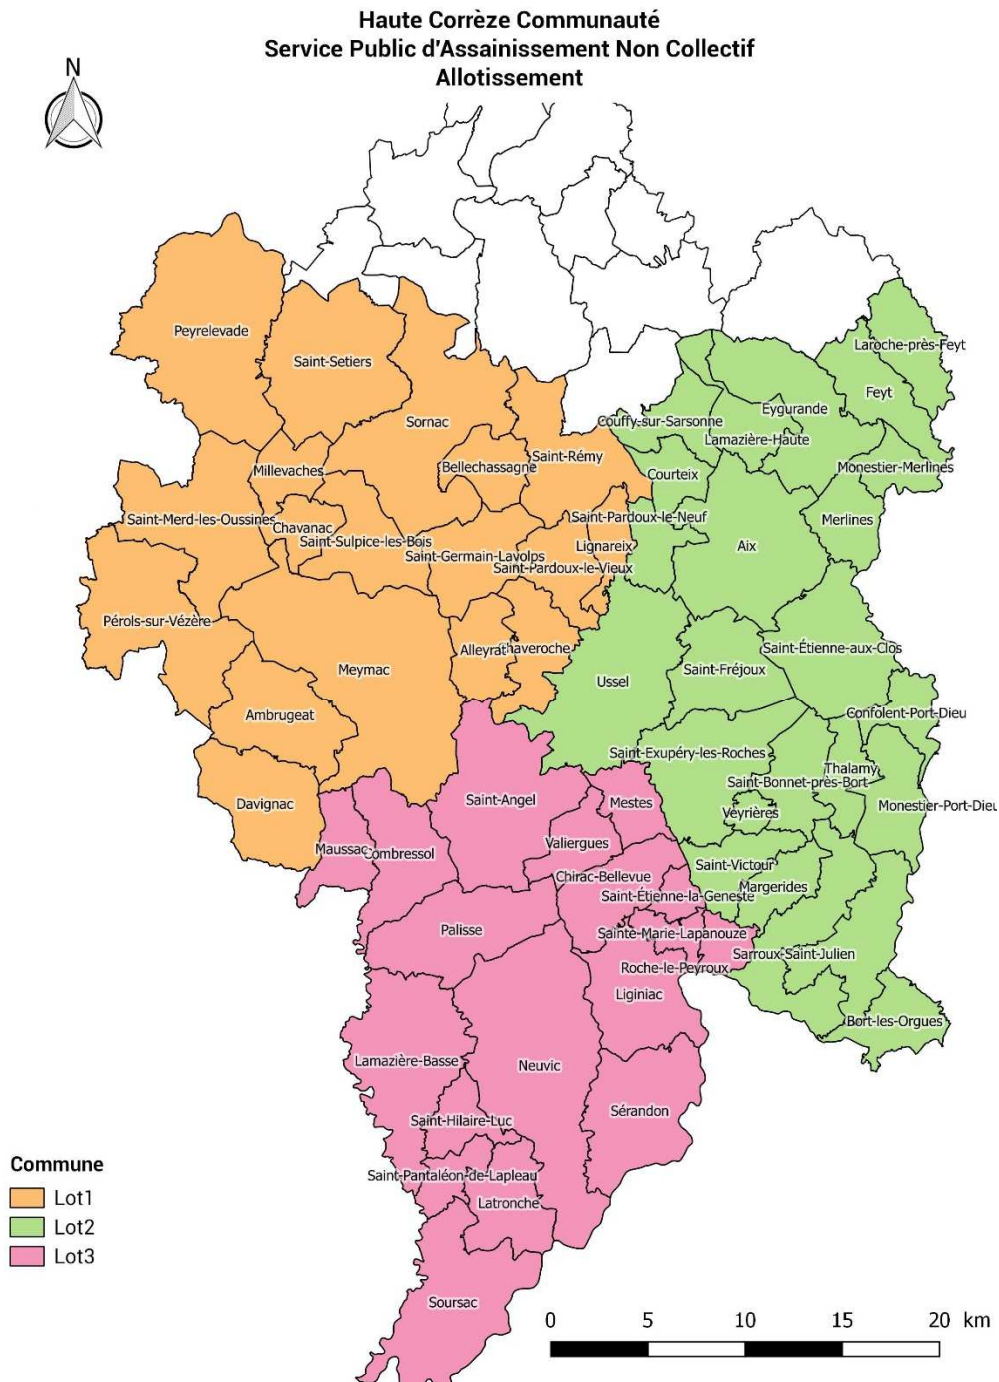 Haute Corrèze Communauté
Service Public d'Assainissement Non Collectif
Allotissement
N
Peyrelevade
Saint-Setiers
Laroche-près-Feyt
Feyt
Sornac
Couffy-sur-Sarsonne
Eygurande
Lamazière-Haute
Millevaches
Bellechassagne
Saint-Rémy
Courteix
Monestier-Merlines
Saint-Merd-les-Oussines
Chavanac
Saint-Sulpice-les-Bois
Saint-Pardoux-le-Neuf
Merlines
Saint-Germain-Lavolps
Lignareix
Aix
Saint-Pardoux-le-Vieux
Pérols-sur-Vézère
Meymac
Alleyrat
Chaveroche
Saint-Étienne-aux-Clos
Ussel
Saint-Fréjoux
Ambrugeat
Confolent-Port-Dieu
Saint-Exupéry-les-Roches
Thalamy
Saint-Bonnet-près-Bort
Davignac
Saint-Angel
Mestes
Veyrières
Monestier-Port-Dieu
Maussac
Combressol
Valiergues
Saint-Victour
Chirac-Bellevue
Margerides
Saint-Étienne-la-Geneste
Palisse
Sainte-Marie-Lapanouze
Sarroux-Saint-Julien
Roche-le-Peyroux
Liginiac
Bort-les-Orgues
Lamazière-Basse
Neuvic
Sérandon
Saint-Hilaire-Luc
Saint-Pantaléon-de-Lapleau
Latronche
Soursac
Commune
Lot1
Lot2
Lot3
0 5 10 15 20 km